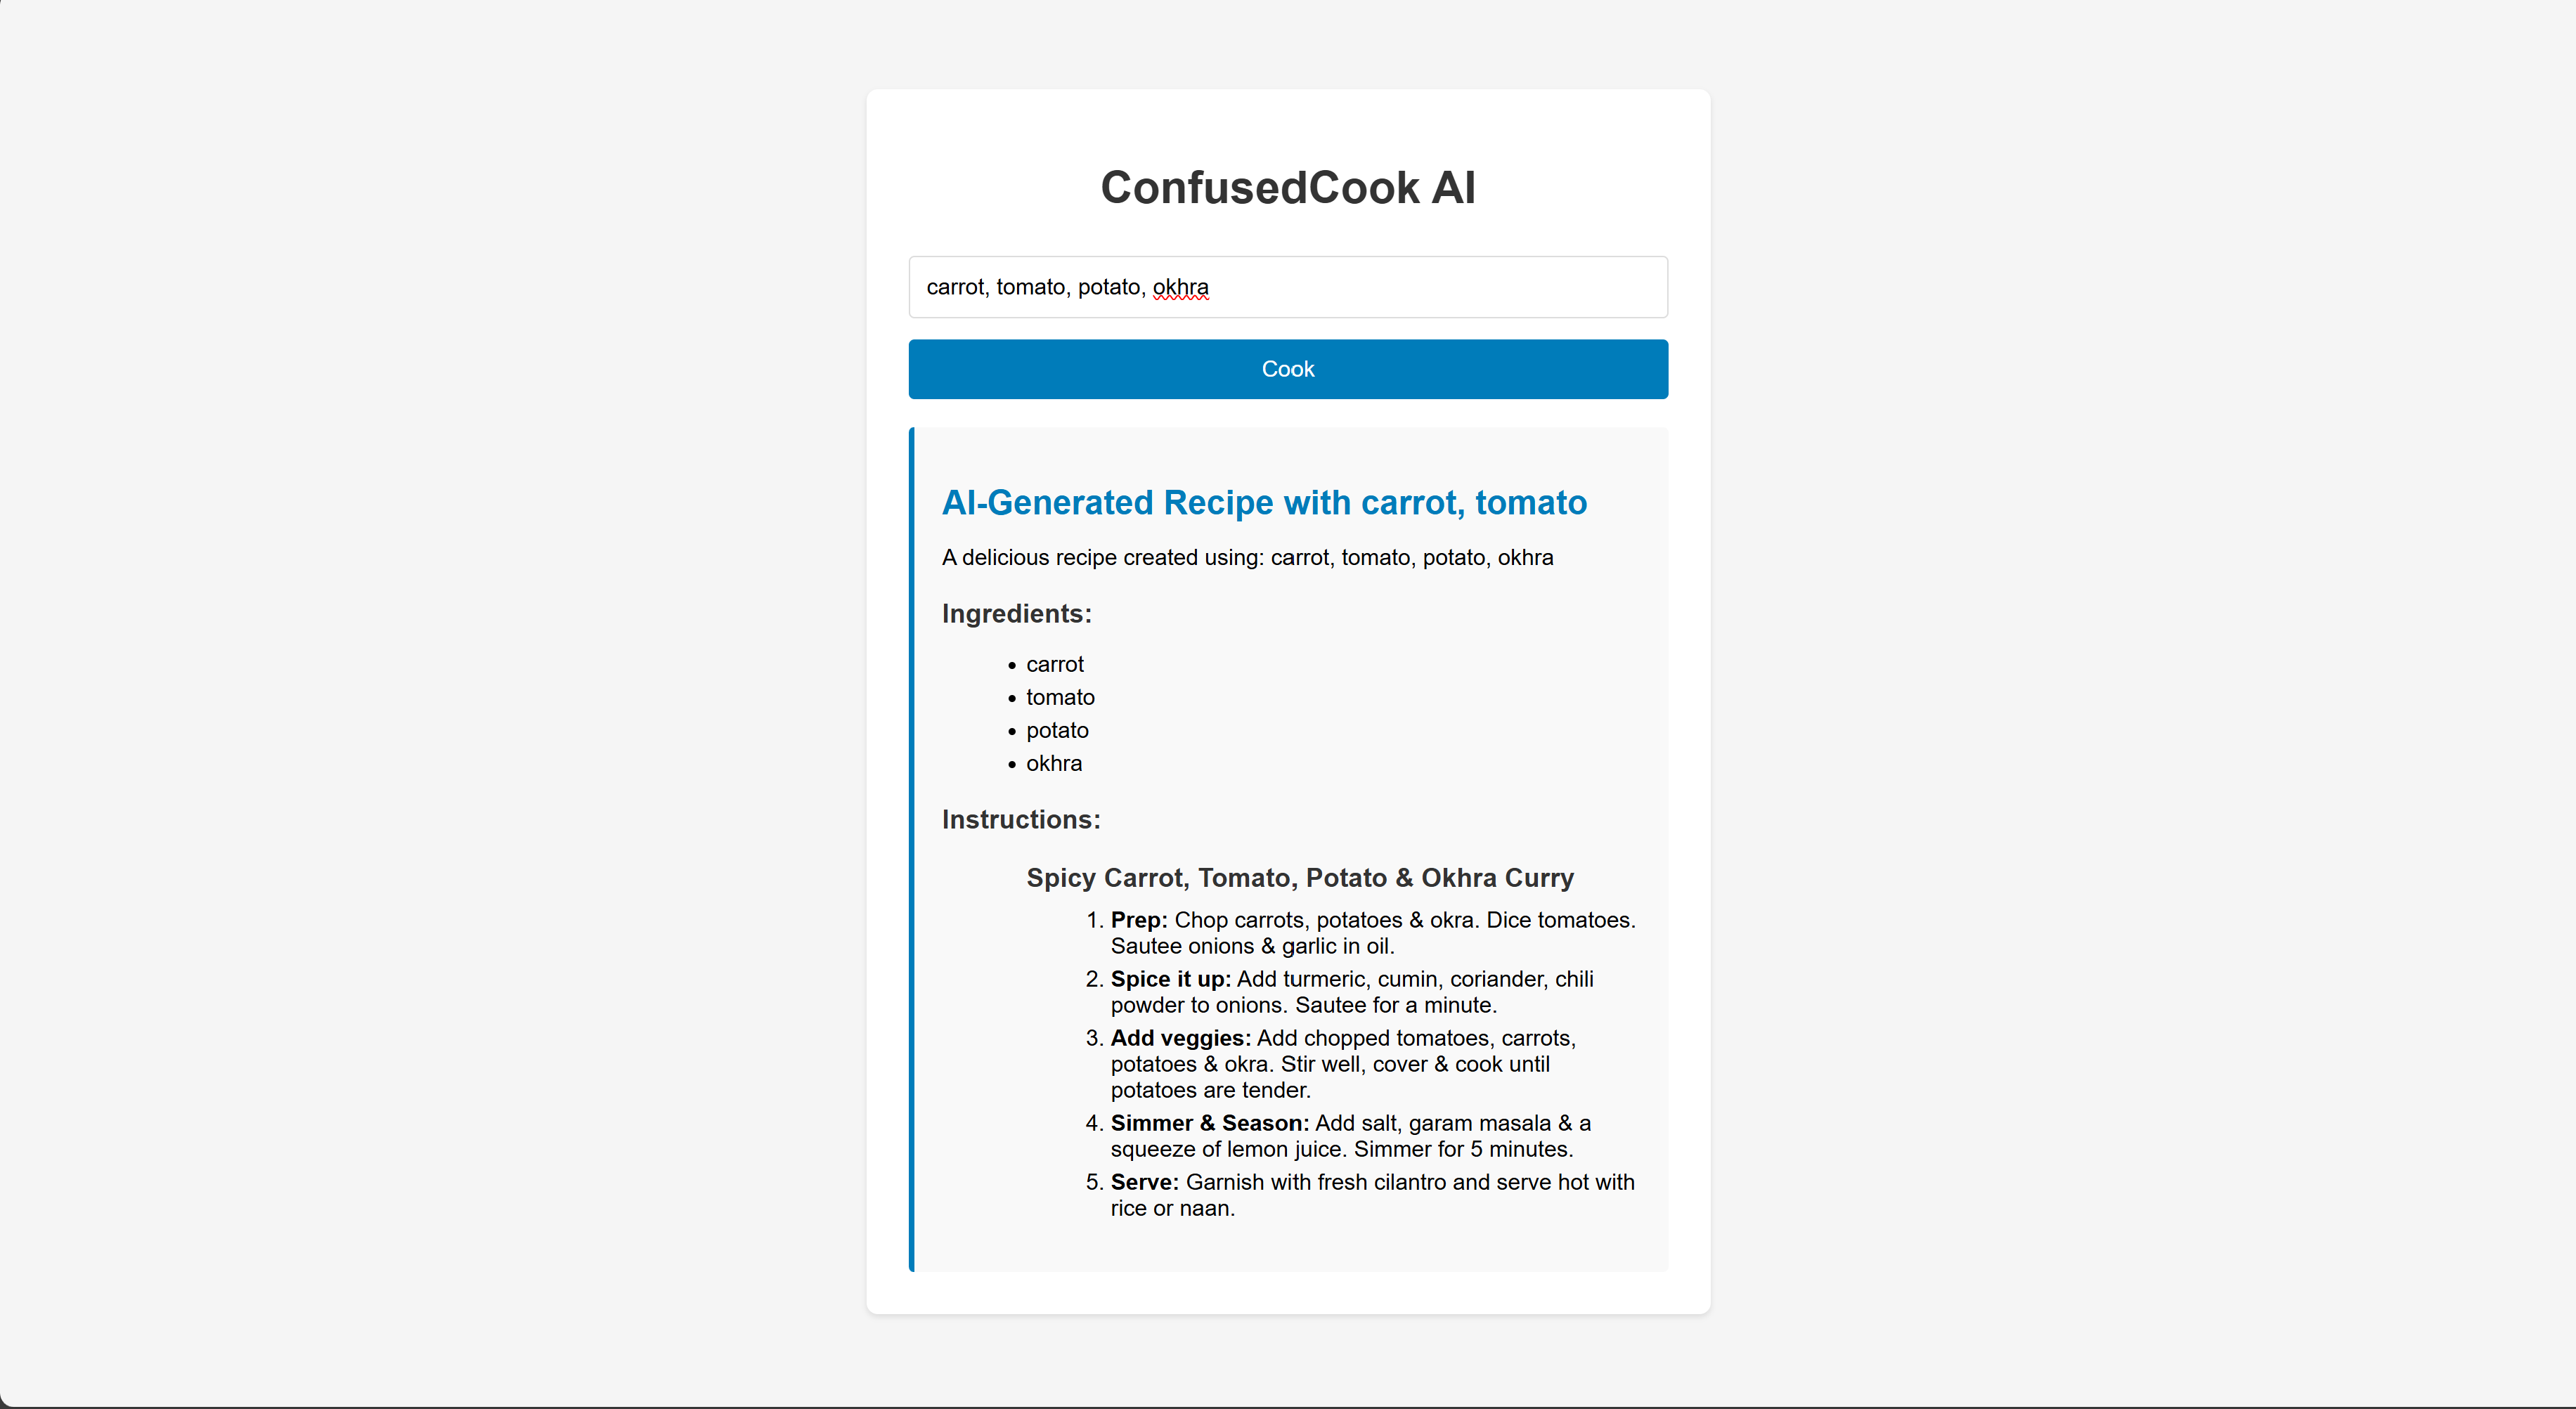 ConfusedCook AI
carrot, tomato, potato, okhra
Cook
AI-Generated Recipe with carrot, tomato
A delicious recipe created using: carrot, tomato, potato, okhra
Ingredients:
• carrot
• tomato
• potato
• okhra
Instructions:
Spicy Carrot, Tomato, Potato & Okhra Curry
1. Prep: Chop carrots, potatoes & okra. Dice tomatoes.
Sautee onions & garlic in oil.
2. Spice it up: Add turmeric, cumin, coriander, chili
powder to onions. Sautee for a minute.
3. Add veggies: Add chopped tomatoes, carrots,
potatoes & okra. Stir well, cover & cook until
potatoes are tender.
4. Simmer & Season: Add salt, garam masala & a
squeeze of lemon juice. Simmer for 5 minutes.
5. Serve: Garnish with fresh cilantro and serve hot with
rice or naan.